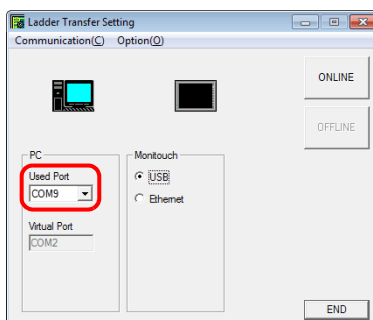 Ladder Transfer Setting
Communication(C) Option(O)
ONLINE
OFFLINE
PC
Used Port
COM9
Virtual Port
COM2
Monitouch
USB
Ethernet
END